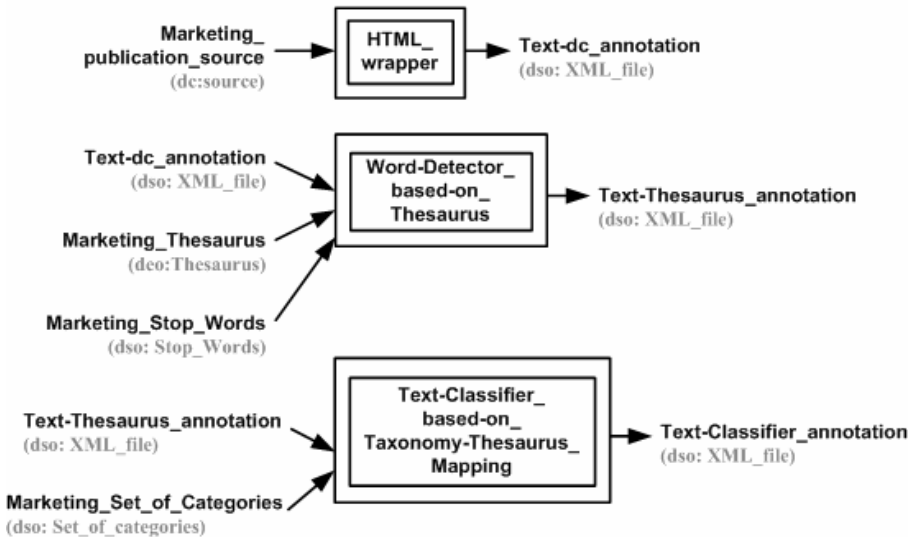 Marketing_
publication_source
(dc:source)
HTML_
wrapper
Text-dc_annotation
(dso: XML_file)
Text-dc_annotation
(dso: XML_file)
Marketing_Thesaurus
(deo:Thesaurus)
Marketing_Stop_Words
(dso: Stop_Words)
Word-Detector_
based-on_
Thesaurus
Text-Thesaurus_annotation
(dso: XML_file)
Text-Thesaurus_annotation
(dso: XML_file)
Marketing_Set_of_Categories
(dso: Set_of_categories)
Text-Classifier_
based-on_
Taxonomy-Thesaurus_
Mapping
Text-Classifier_annotation
(dso: XML_file)